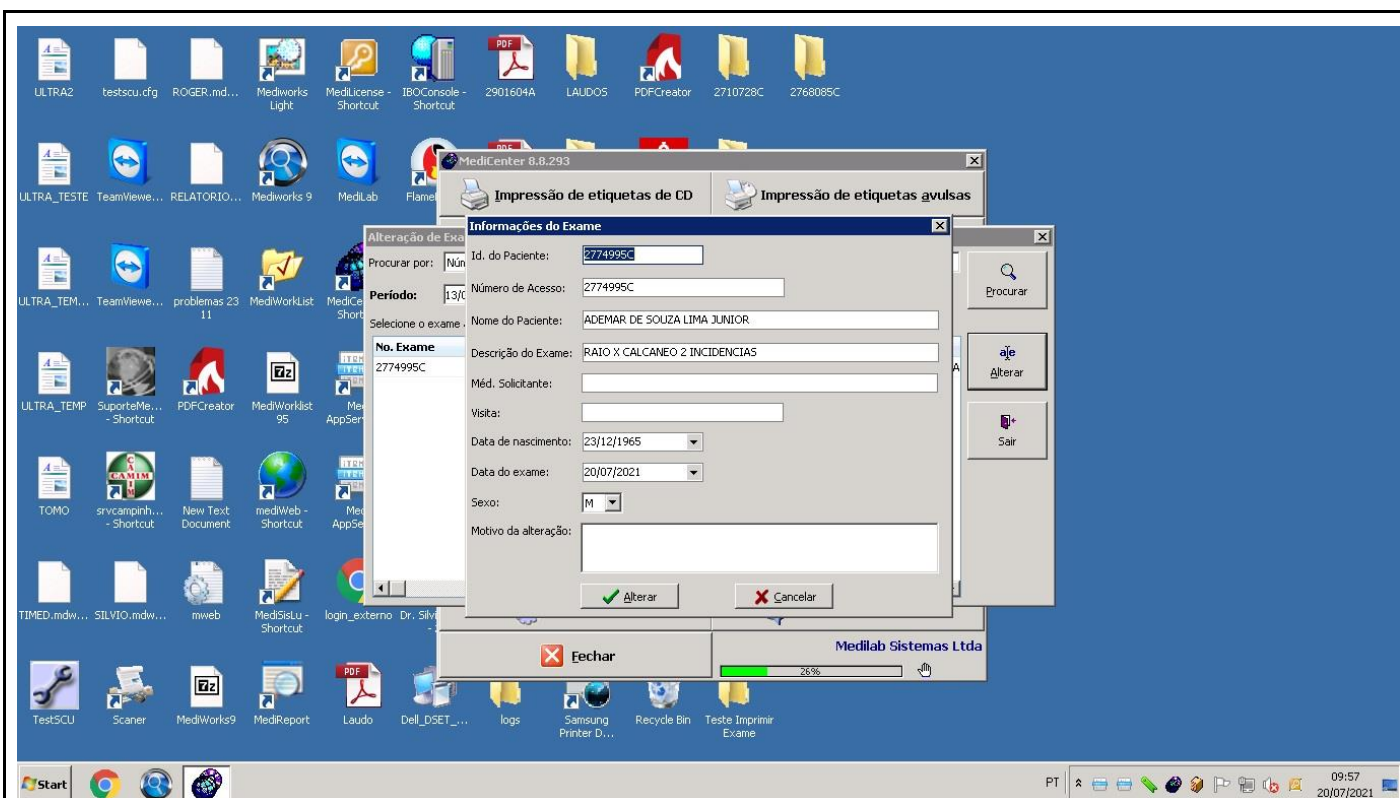 ULTRA2
testscu.cfg
ROGER.md...
Mediworks
Light
MediLicense -
Shortcut
IBOConsole -
Shortcut
2901604A
LAUDOS
PDFCreator
2710728C
2768085C
ULTRA_TESTE
TeamViewe...
RELATORIO...
Mediworks 9
MediLab
MediCenter 8.8.293
Impressão de etiquetas de CD
Impressão de etiquetas avulsas
Informações do Exame
Procurar por:
Período:
Id. do Paciente:
2774995C
Número de Acesso:
2774995C
Nome do Paciente:
ADEMAR DE SOUZA LIMA JUNIOR
Descrição do Exame:
RAIO X CALCANEO 2 INCIDENCIAS
Méd. Solicitante:
Visita:
Data de nascimento:
23/12/1965
Data do exame:
20/07/2021
Sexo:
M
Motivo da alteração:
Alterar
Cancelar
No. Exame
2774995C
Procurar
Alterar
Sair
ULTRA_TEM...
TeamViewe...
problemas 23
11
MediWorkList
ULTRA_TEMP
SuporteMe...
- Shortcut
PDFCreator
MediWorklist
95
TOMO
srvcampinh...
- Shortcut
New Text
Document
mediWeb -
Shortcut
TIMED.mdw...
SILVIO.mdw...
mweb
MediSisLu -
Shortcut
login_externo
Fechar
Medilab Sistemas Ltda
26%
TestSCU
Scaner
MediWorks9
MediReport
Laudo
Dell_DSET_...
logs
Samsung
Printer D...
Recycle Bin
Teste Imprimir
Exame
Start
PT
09:57
20/07/2021